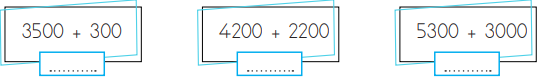 3500 + 300
4200 + 2200
5300 + 3000
..........
..........
..........